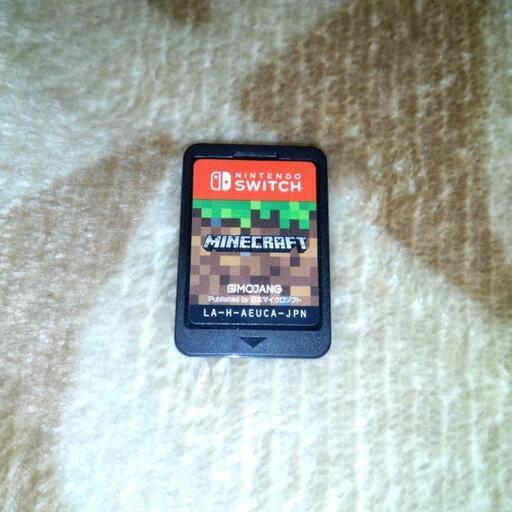 NINTENDO
SWITCH
MINECRAFT
MOJANG
Published by 日本マイクロソフト
LA-H-AEUCA-JPN